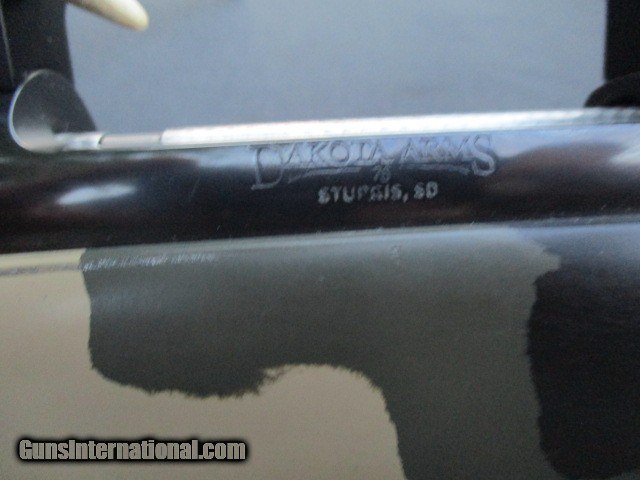 DAKOTA ARMS
76
STURGIS, SD
GunsInternational.com